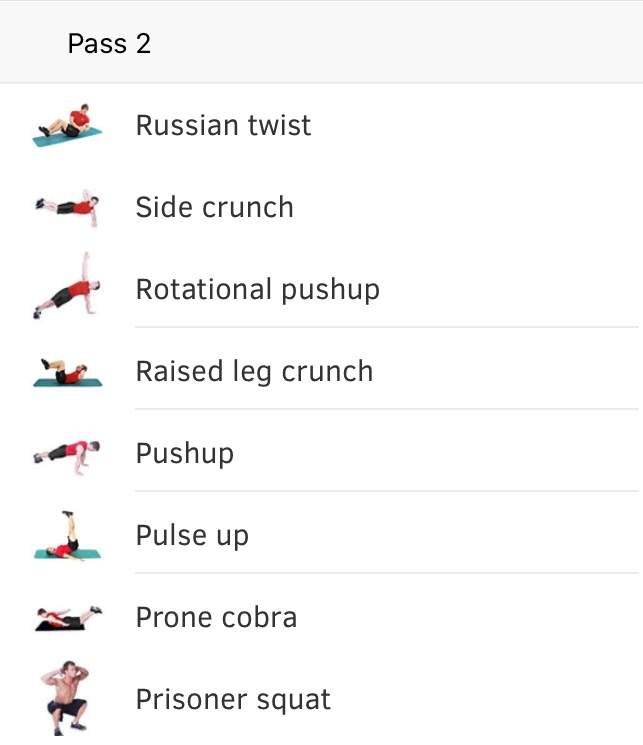 Pass 2
Russian twist
Side crunch
Rotational pushup
Raised leg crunch
Pushup
Pulse up
Prone cobra
Prisoner squat